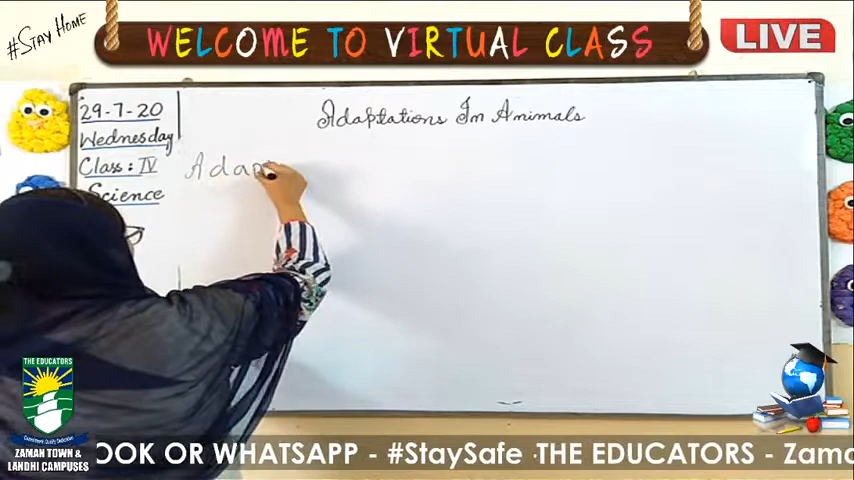 #STAY HOME
WELCOME TO VIRTUAL CLASS
LIVE
29-7-20
Wednesday
Class: IV
Science
Adaptations In Animals
Adap
THE EDUCATORS
ZAMAN TOWN &
LANDHI CAMPUSES
OOK OR WHATSAPP - #StaySafe - THE EDUCATORS - Zama